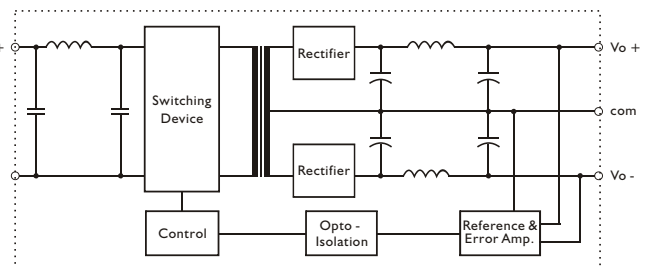 +
Rectifier
Vo +
Switching
Device
com
Rectifier
Vo -
Control
Opto -
Isolation
Reference &
Error Amp.